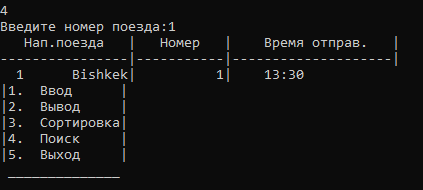 4
Введите номер поезда:1
Нап.поезда | Номер | Время отправ. |
---------------|-----------|--------------------|
1 Bishkek| 1| 13:30
|1. Ввод |
|2. Вывод |
|3. Сортировка|
|4. Поиск |
|5. Выход |
______________